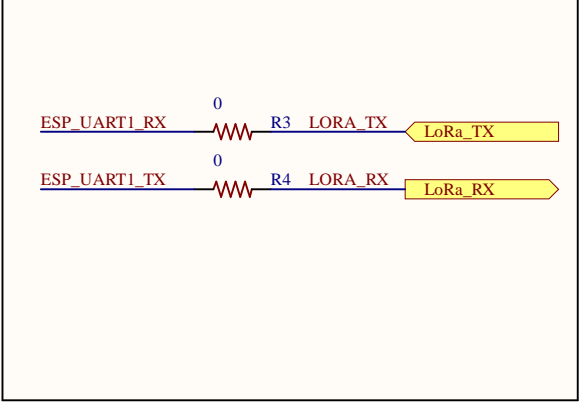 0
ESP_UART1_RX R3 LORA_TX LoRa_TX
0
ESP_UART1_TX R4 LORA_RX LoRa_RX